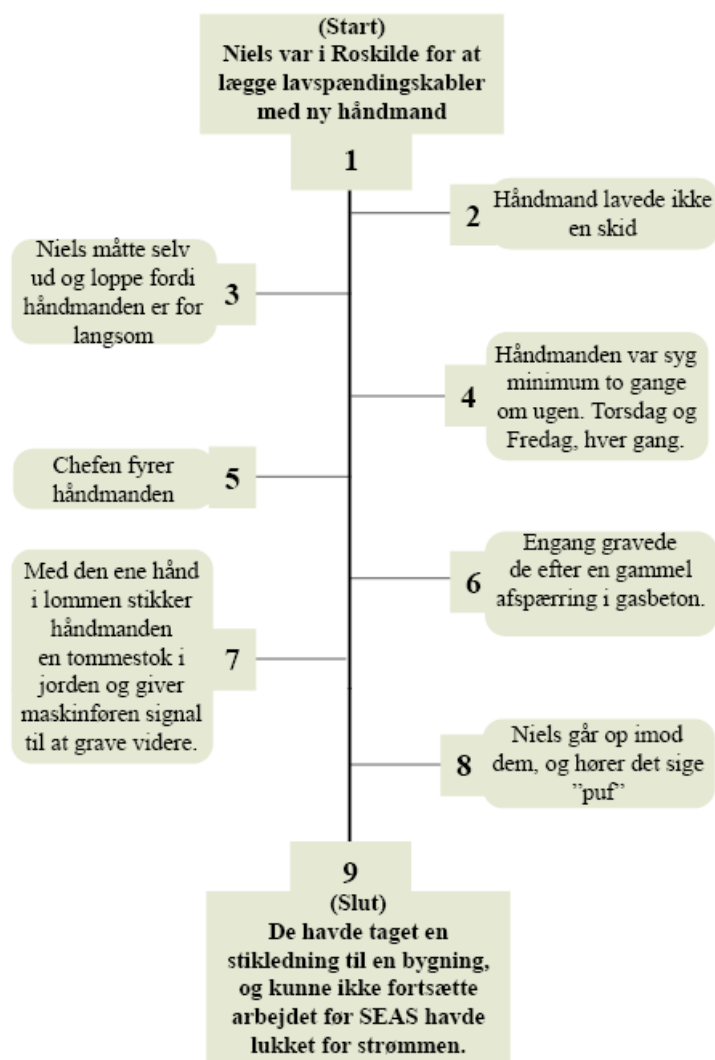 (Start)
Niels var i Roskilde for at
lægge lavspændingskabler
med ny håndmand
1
2
Håndmand lavede ikke
en skid
Niels måtte selv
ud og loppe fordi
håndmanden er for
langsom
3
4
Håndmanden var syg
minimum to gange
om ugen. Torsdag og
Fredag, hver gang.
Chefen fyrer
håndmanden
5
6
Engang gravede
de efter en gammel
afspærring i gasbeton.
Med den ene hånd
i lommen stikker
håndmanden
en tommestok i
jorden og giver
maskinføren signal
til at grave videre.
7
8
Niels går op imod
dem, og hører det sige
”puf”
9
(Slut)
De havde taget en
stikledning til en bygning,
og kunne ikke fortsætte
arbejdet før SEAS havde
lukket for strømmen.